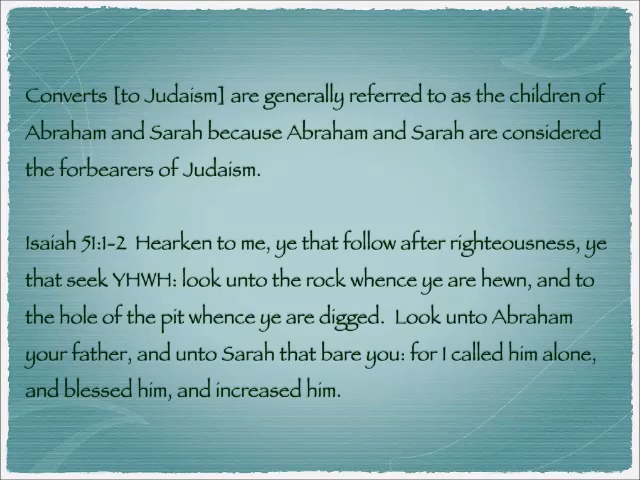 Converts [to Judaism] are generally referred to as the children of
Abraham and Sarah because Abraham and Sarah are considered
the forbearers of Judaism.
Isaiah 51:1-2 Hearken to me, ye that follow after righteousness, ye
that seek YHWH: look unto the rock whence ye are hewn, and to
the hole of the pit whence ye are digged. Look unto Abraham
your father, and unto Sarah that bare you: for I called him alone,
and blessed him, and increased him.